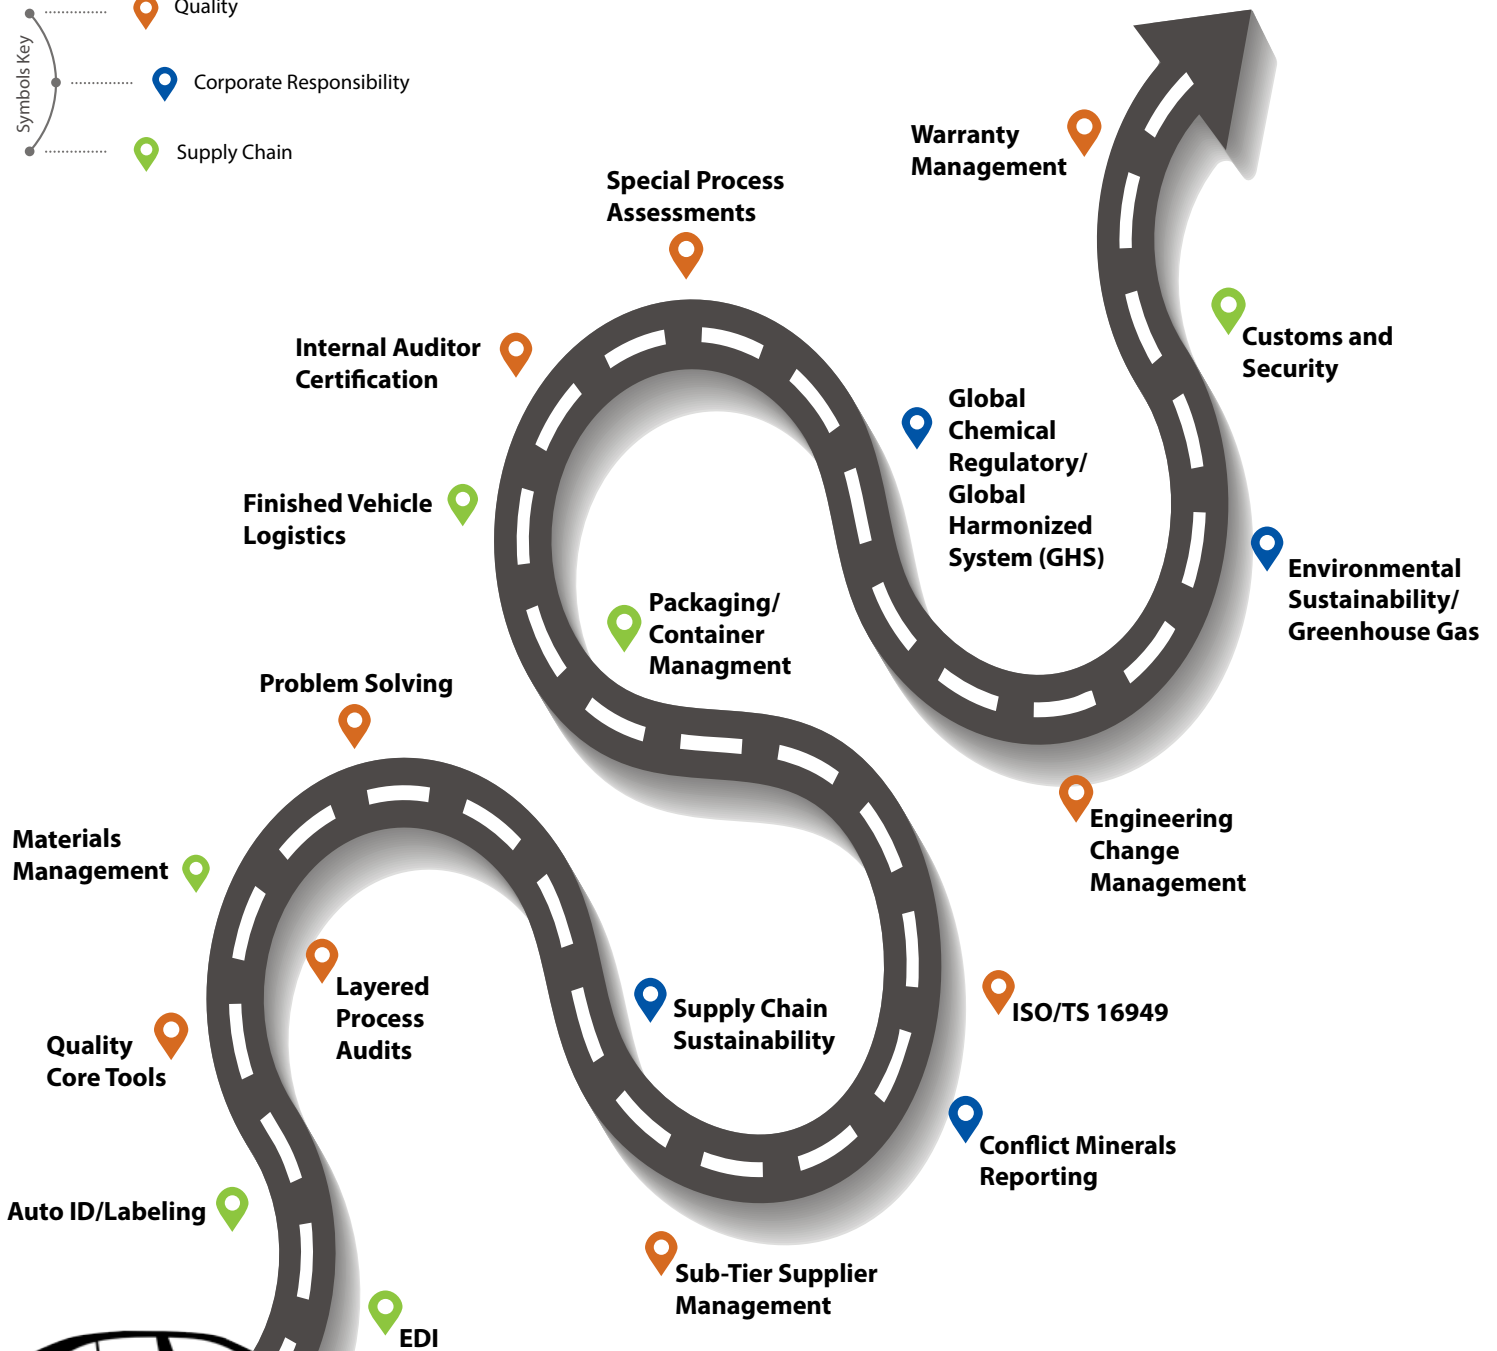 Quality
Symbols Key
Corporate Responsibility
Supply Chain
Warranty
Management
Special Process
Assessments
Customs and
Security
Internal Auditor
Certification
Global
Chemical
Regulatory/
Global
Harmonized
System (GHS)
Finished Vehicle
Logistics
Environmental
Sustainability/
Greenhouse Gas
Packaging/
Container
Managment
Problem Solving
Engineering
Change
Management
Materials
Management
Layered
Process
Audits
Supply Chain
Sustainability
ISO/TS 16949
Quality
Core Tools
Conflict Minerals
Reporting
Auto ID/Labeling
Sub-Tier Supplier
Management
EDI